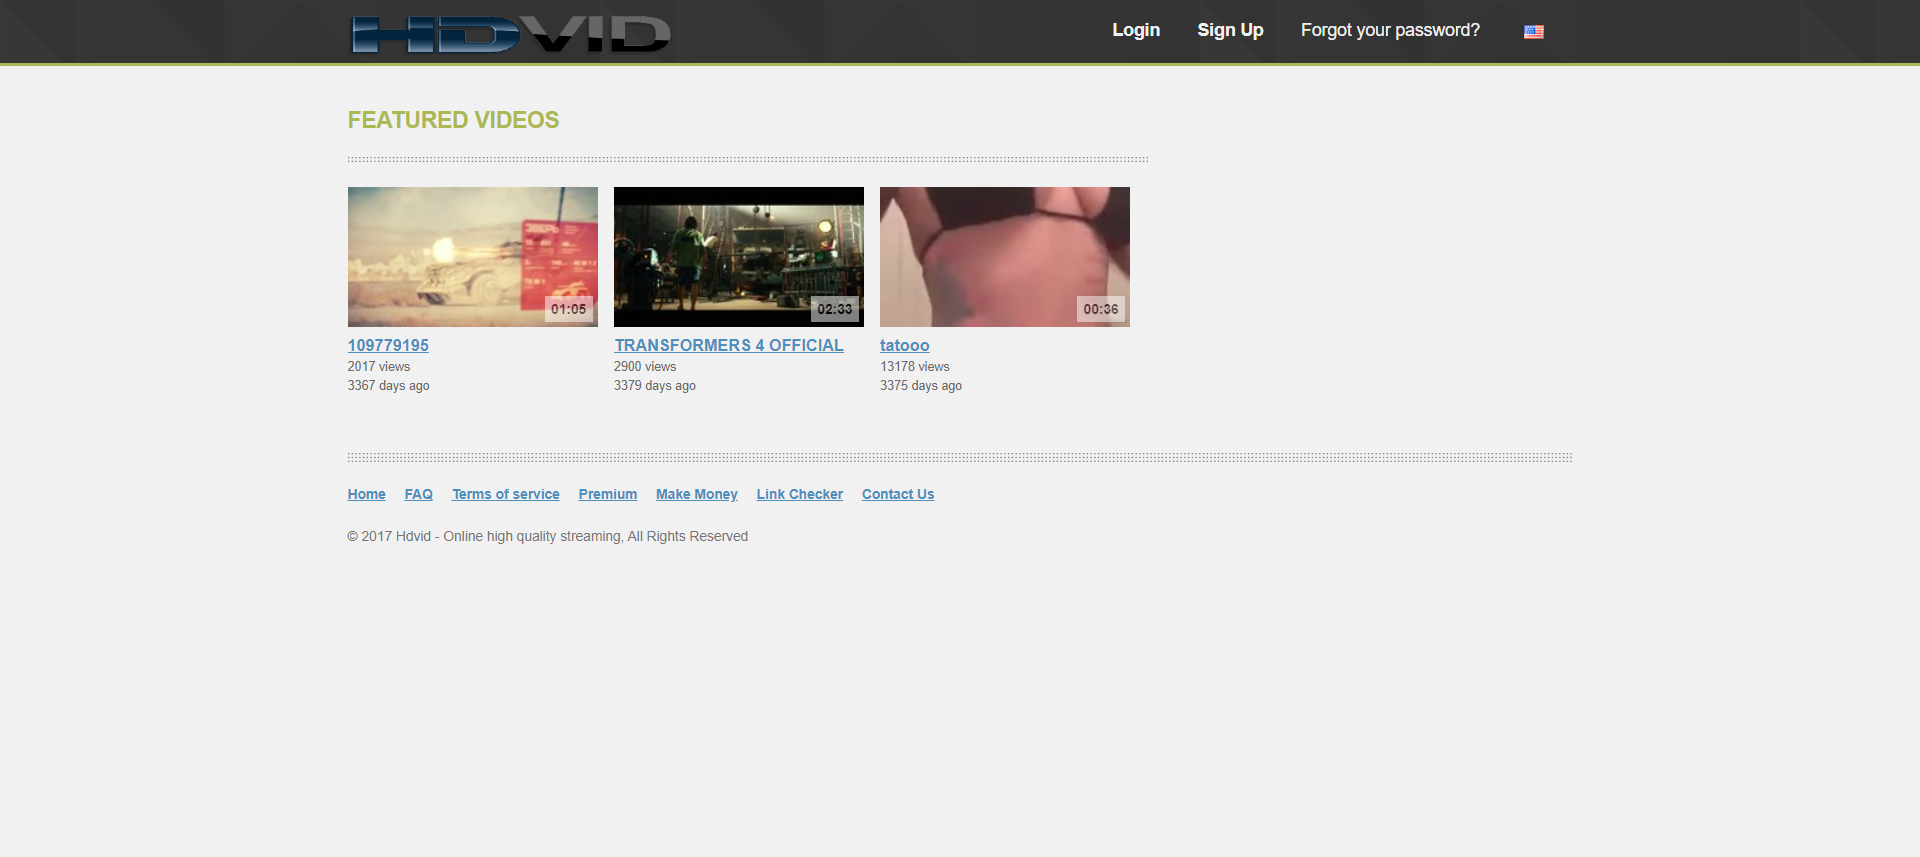 HDVID
Login Sign Up Forgot your password?
FEATURED VIDEOS
ЗВЕРЬ
01:05
02:33
00:36
109779195
2017 views
3367 days ago
TRANSFORMERS 4 OFFICIAL
2900 views
3379 days ago
tatooo
13178 views
3375 days ago
Home FAQ Terms of service Premium Make Money Link Checker Contact Us
© 2017 Hdvid - Online high quality streaming, All Rights Reserved